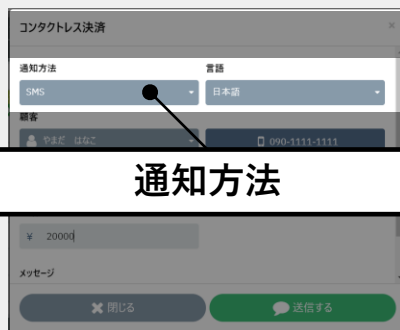 コンタクトレス決済 ×
通知方法 言語
SMS 日本語
顧客
やまだ はなこ 090-1111-1111
通知方法
¥ 20000
メッセージ
閉じる 送信する